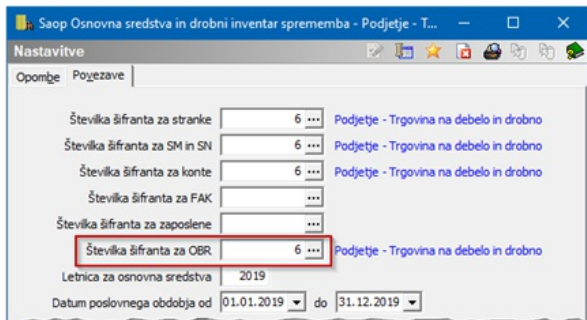 Saop Osnovna sredstva in drobni inventar sprememba - Podjetje - T...
Nastavitve
Opombe Povezave
Številka šifranta za stranke 6 ... Podjetje - Trgovina na debelo in drobno
Številka šifranta za SM in SN 6 ... Podjetje - Trgovina na debelo in drobno
Številka šifranta za konte 6 ... Podjetje - Trgovina na debelo in drobno
Številka šifranta za FAK ...
Številka šifranta za zaposlene ...
Številka šifranta za OBR 6 ... Podjetje - Trgovina na debelo in drobno
Letnica za osnovna sredstva 2019
Datum poslovnega obdobja od 01.01.2019 do 31.12.2019